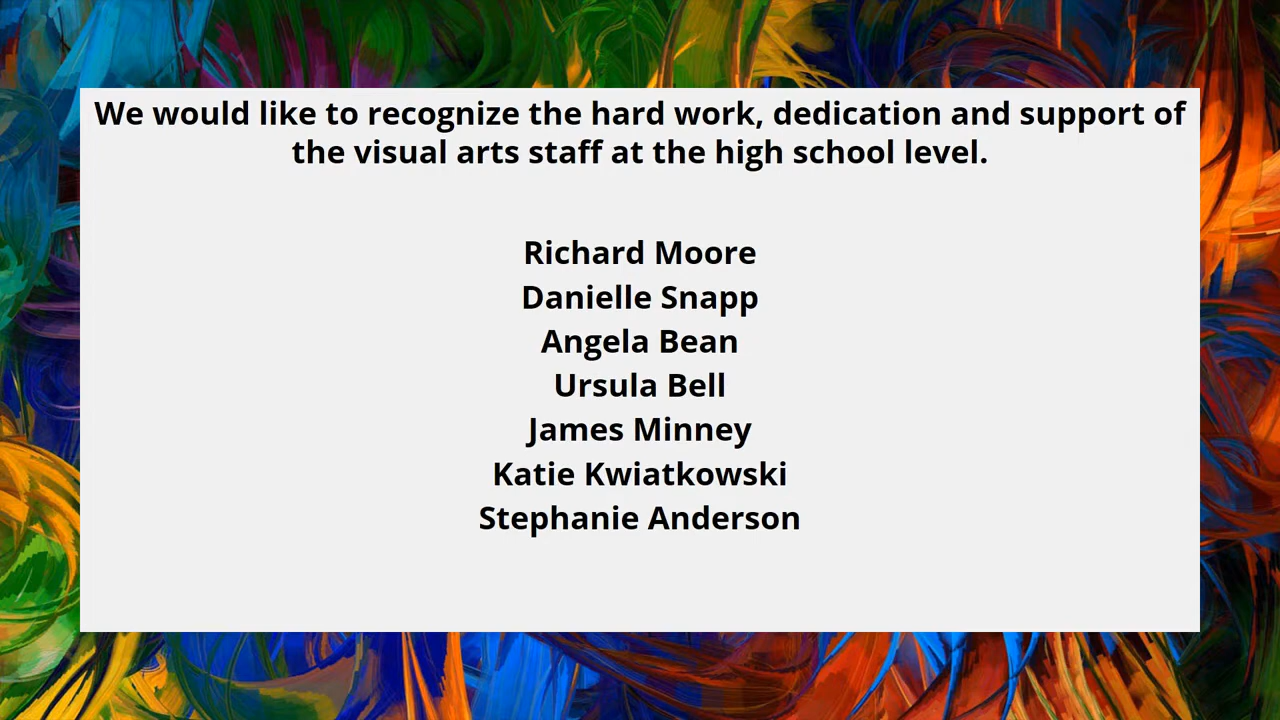 We would like to recognize the hard work, dedication and support of
the visual arts staff at the high school level.
Richard Moore
Danielle Snapp
Angela Bean
Ursula Bell
James Minney
Katie Kwiatkowski
Stephanie Anderson